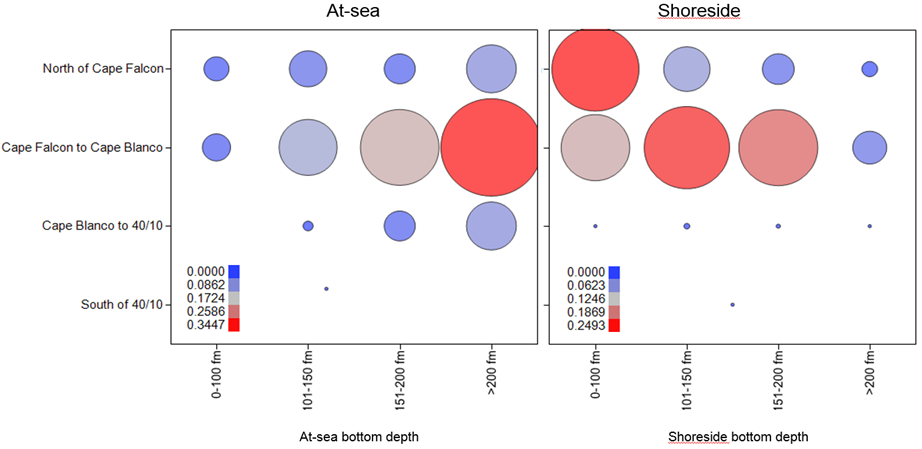 At-sea
Shoreside
North of Cape Falcon
Cape Falcon to Cape Blanco
Cape Blanco to 40/10
South of 40/10
0.0000
0.0862
0.1724
0.2586
0.3447
0.0000
0.0623
0.1246
0.1869
0.2493
0-100 fm
101-150 fm
151-200 fm
>200 fm
0-100 fm
101-150 fm
151-200 fm
>200 fm
At-sea bottom depth
Shoreside bottom depth